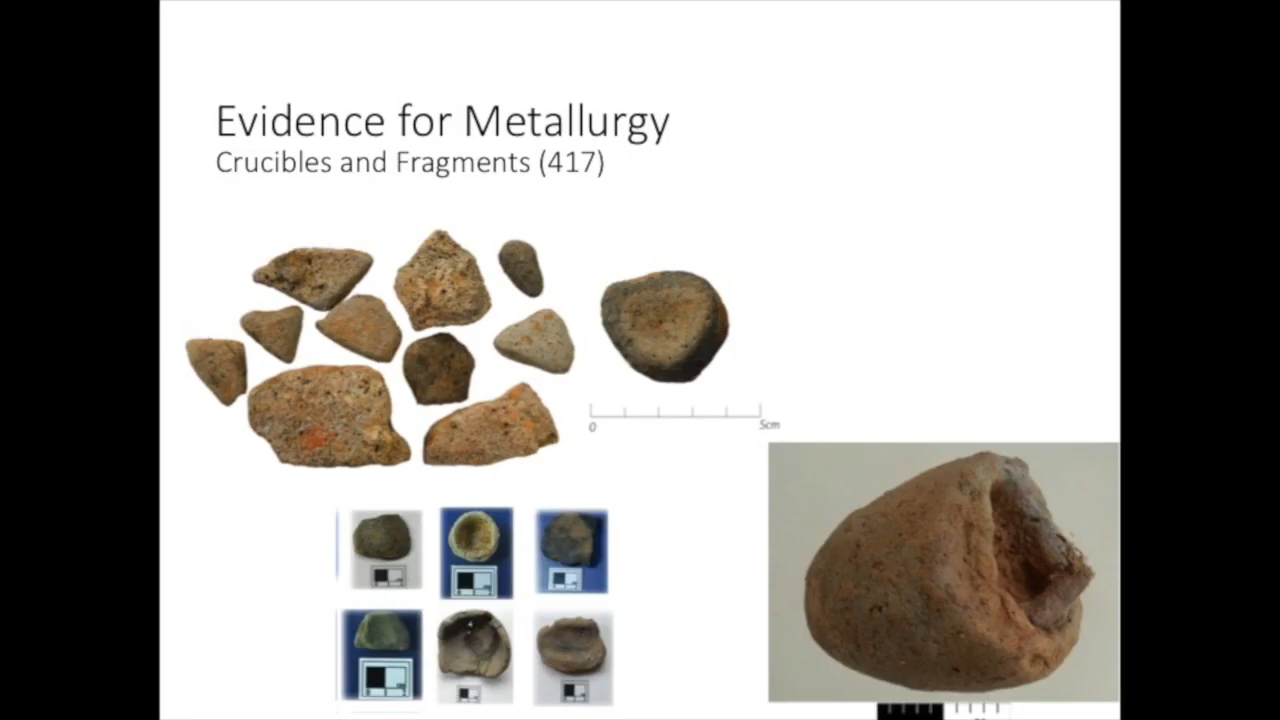 Evidence for Metallurgy
Crucibles and Fragments (417)
0 5cm